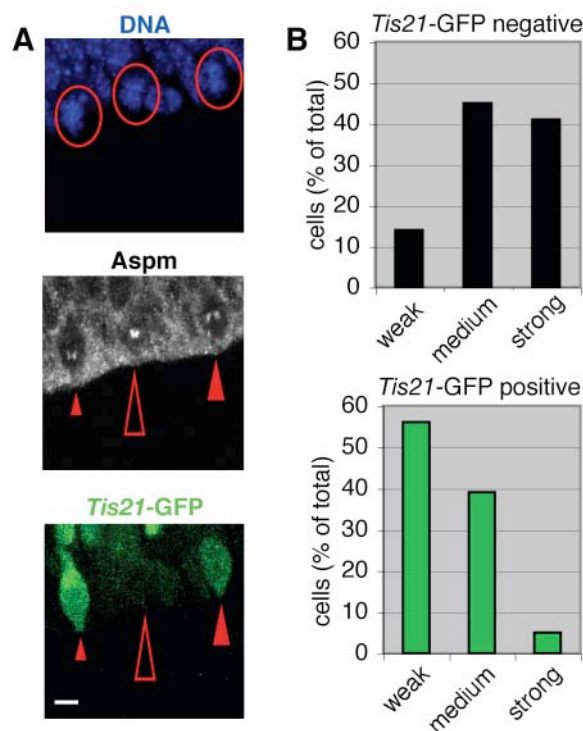 A
DNA
Aspm
Tis21-GFP
B
Tis21-GFP negative
cells (% of total)
60
50
40
30
20
10
0
weak
medium
strong
Tis21-GFP positive
cells (% of total)
60
50
40
30
20
10
0
weak
medium
strong